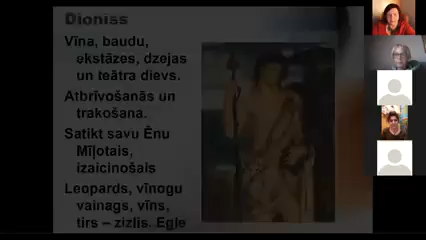 Dioniss
Vīna, baudu,
ekstāzes, dzejas
un teātra dievs.
Atbrīvošanās un
trakošana.
Satikt savu Ēnu
Mīļotais,
izaicinošais
Leopards, vīnogu
vainags, vīns,
tirs – zizlis. Egle